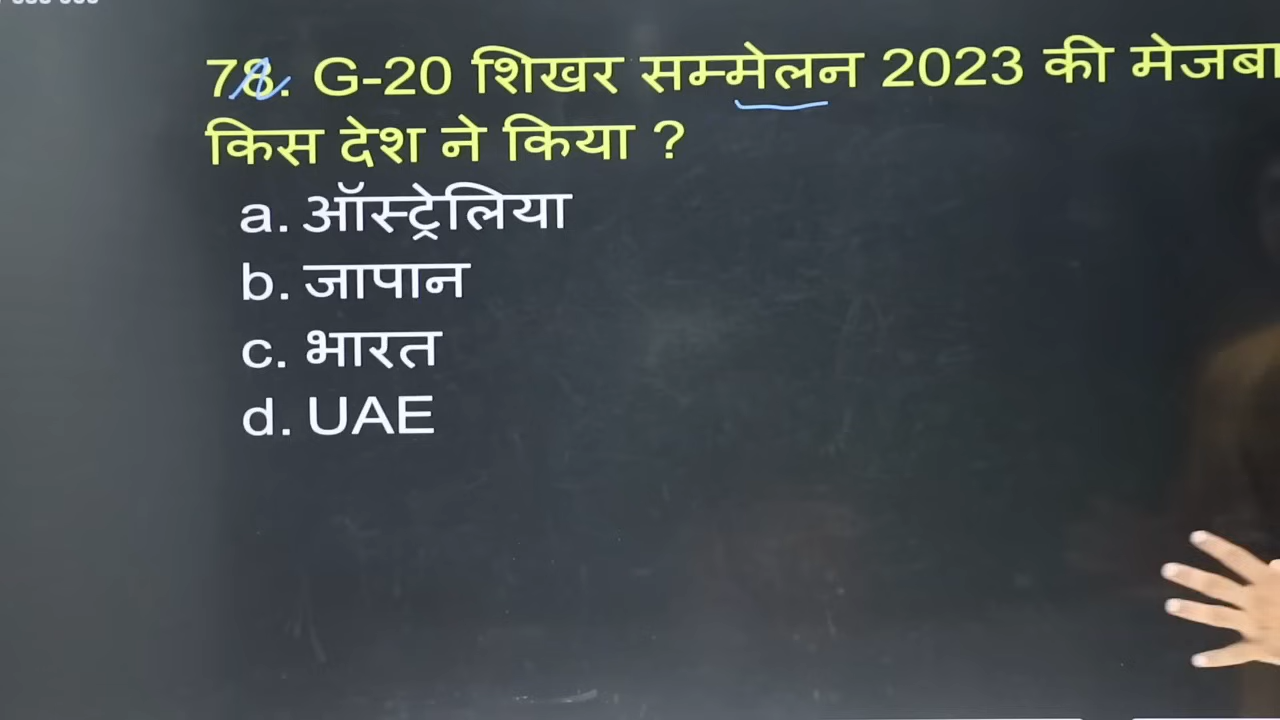 78. G-20 शिखर सम्मेलन 2023 की मेजबा
किस देश ने किया ?
a. ऑस्ट्रेलिया
b. जापान
c. भारत
d. UAE